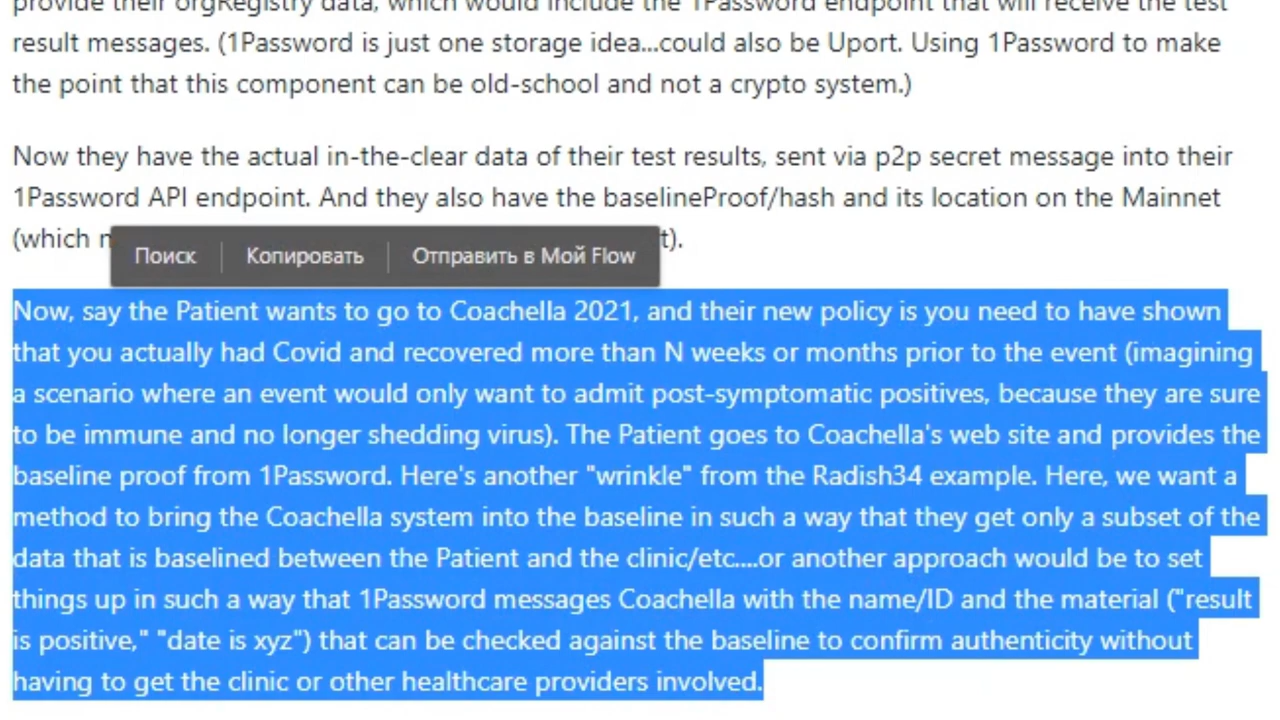 provide their orgRegistry data, which would include the 1Password endpoint that will receive the test
result messages. (1Password is just one storage idea...could also be Uport. Using 1Password to make
the point that this component can be old-school and not a crypto system.)
Now they have the actual in-the-clear data of their test results, sent via p2p secret message into their
1Password API endpoint. And they also have the baselineProof/hash and its location on the Mainnet
(which t).
Поиск Копировать Отправить в Мой Flow
Now, say the Patient wants to go to Coachella 2021, and their new policy is you need to have shown
that you actually had Covid and recovered more than N weeks or months prior to the event (imagining
a scenario where an event would only want to admit post-symptomatic positives, because they are sure
to be immune and no longer shedding virus). The Patient goes to Coachella's web site and provides the
baseline proof from 1Password. Here's another "wrinkle" from the Radish34 example. Here, we want a
method to bring the Coachella system into the baseline in such a way that they get only a subset of the
data that is baselined between the Patient and the clinic/etc....or another approach would be to set
things up in such a way that 1Password messages Coachella with the name/ID and the material ("result
is positive," "date is xyz") that can be checked against the baseline to confirm authenticity without
having to get the clinic or other healthcare providers involved.